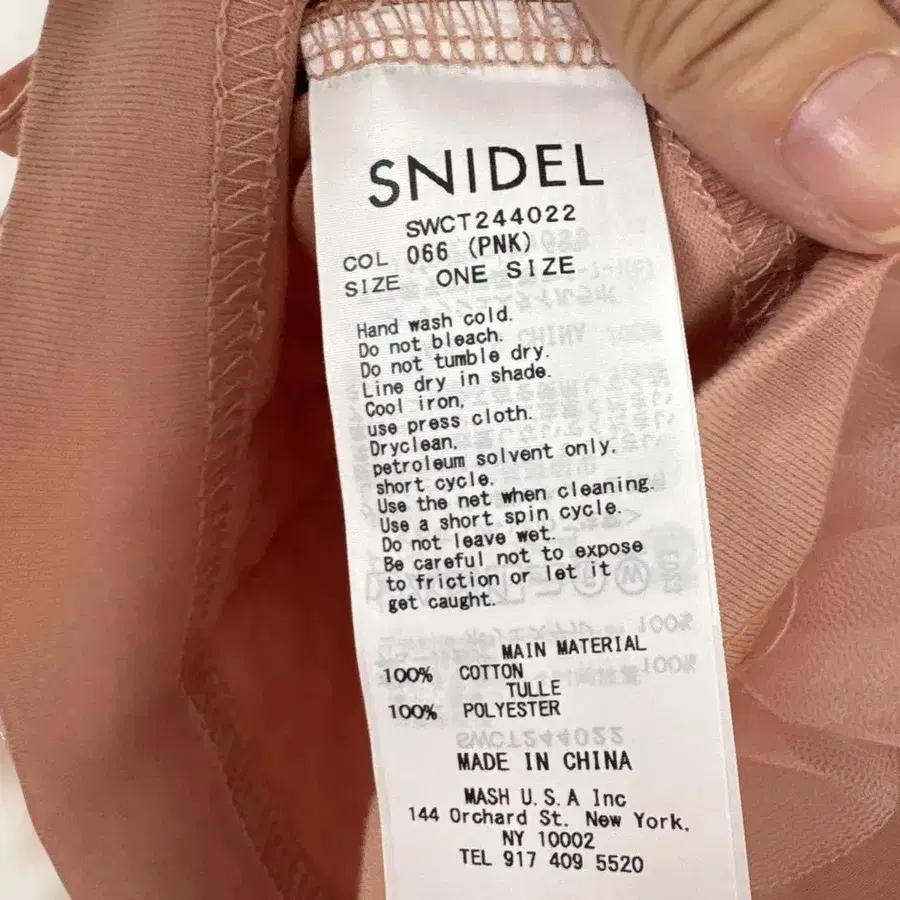 SNIDEL
SWCT244022
COL 066 (PNK)
SIZE ONE SIZE
Hand wash cold.
Do not bleach.
Do not tumble dry.
Line dry in shade.
Cool iron,
use press cloth.
Dryclean,
petroleum solvent only,
short cycle.
Use the net when cleaning.
Use a short spin cycle.
Do not leave wet.
Be careful not to expose
to friction or let it
get caught.
MAIN MATERIAL
100% COTTON
TULLE
100% POLYESTER
MADE IN CHINA
MASH U.S.A Inc
144 Orchard St. New York,
NY 10002
TEL 917 409 5520